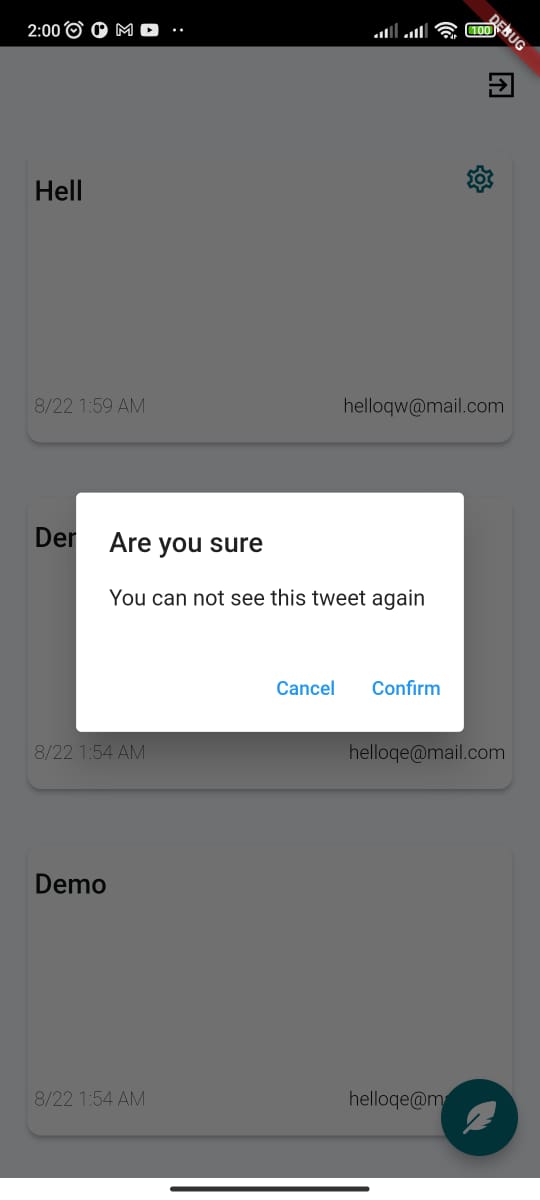 2:00
100
DEBUG
Hell
8/22 1:59 AM
helloqw@mail.com
Der
Are you sure
You can not see this tweet again
Cancel
Confirm
8/22 1:54 AM
helloqe@mail.com
Demo
8/22 1:54 AM
helloqe@m